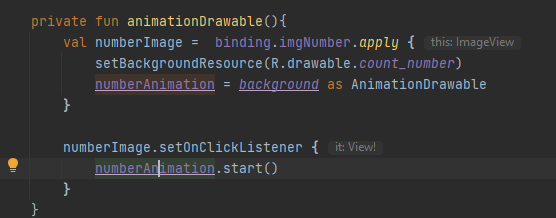 private fun animationDrawable(){
val numberImage =  binding.imgNumber.apply { this: ImageView
setBackgroundResource(R.drawable.count_number)
numberAnimation = background as AnimationDrawable
}
numberImage.setOnClickListener { it: View!
numberAnimation.start()
}
}